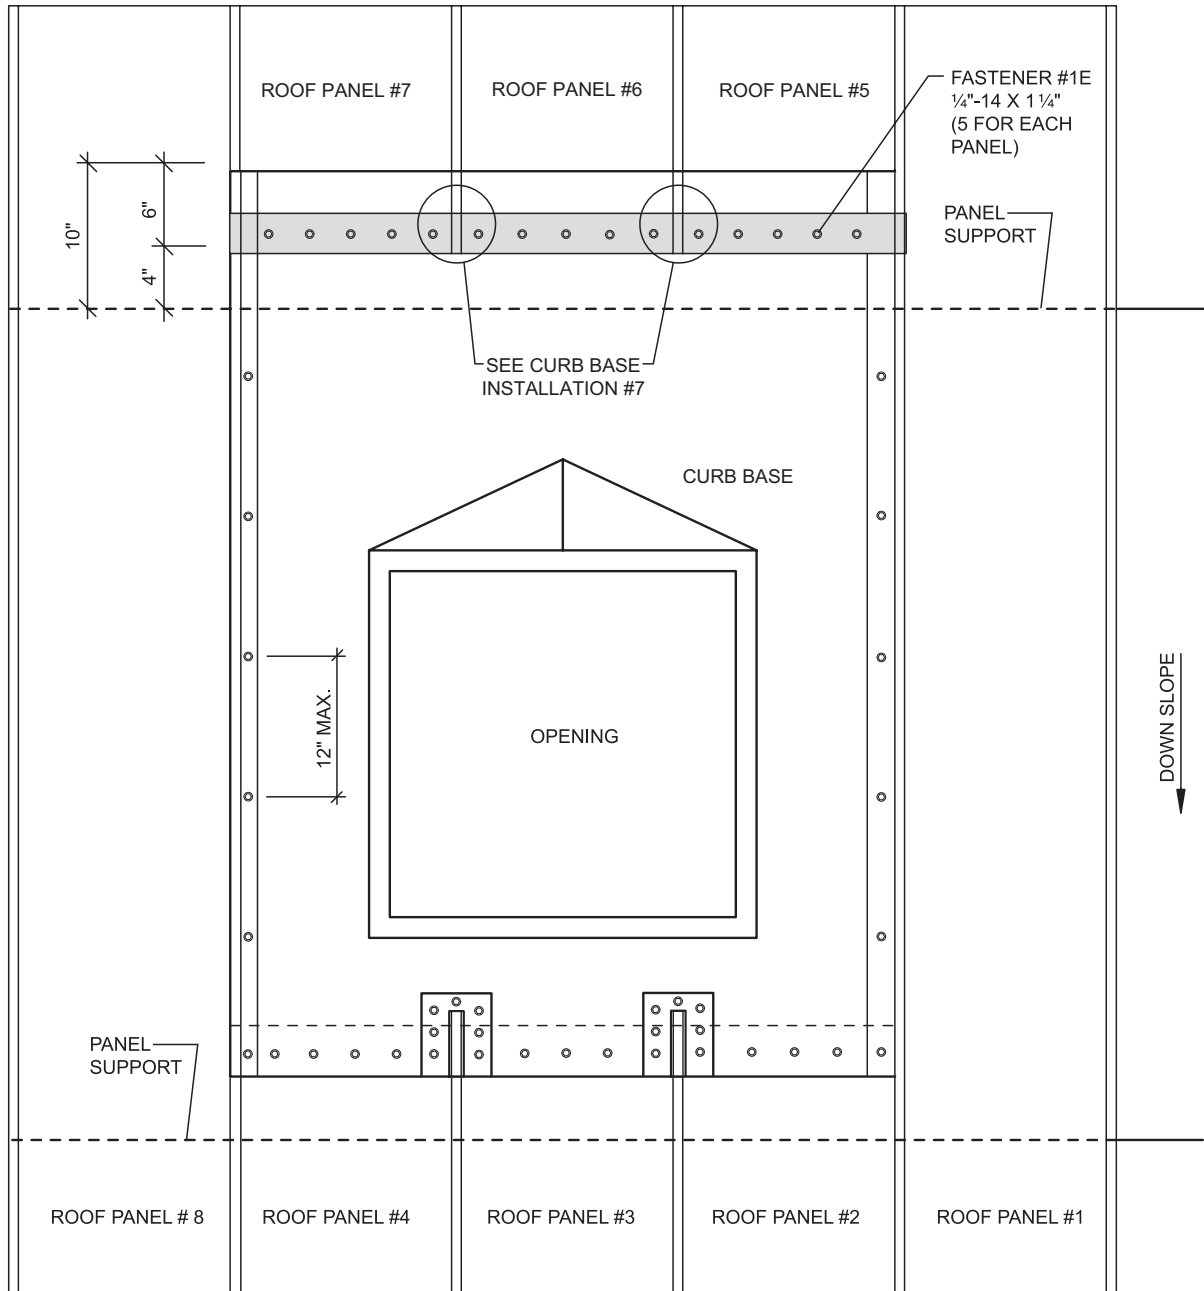 ROOF PANEL #7
ROOF PANEL #6
ROOF PANEL #5
FASTENER #1E
¼"-14 X 1¼"
(5 FOR EACH
PANEL)
10"
6"
4"
PANEL
SUPPORT
SEE CURB BASE
INSTALLATION #7
CURB BASE
12" MAX.
OPENING
DOWN SLOPE
PANEL
SUPPORT
ROOF PANEL # 8
ROOF PANEL #4
ROOF PANEL #3
ROOF PANEL #2
ROOF PANEL #1